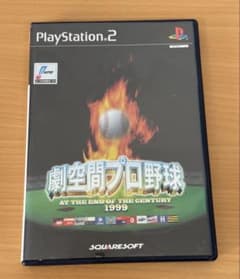 PlayStation 2
劇空間プロ野球
AT THE END OF THE CENTURY
1999
SQUARESOFT